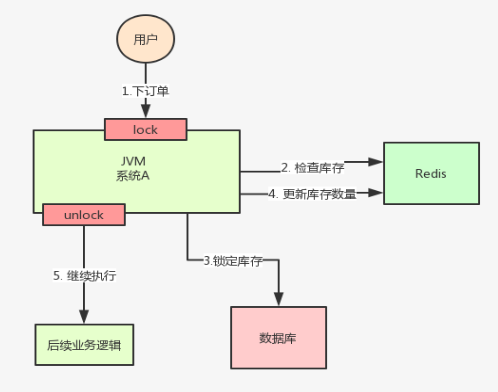 用户
1.下订单
lock
JVM
系统A
2. 检查库存
Redis
4. 更新库存数量
unlock
3.锁定库存
5. 继续执行
后续业务逻辑
数据库